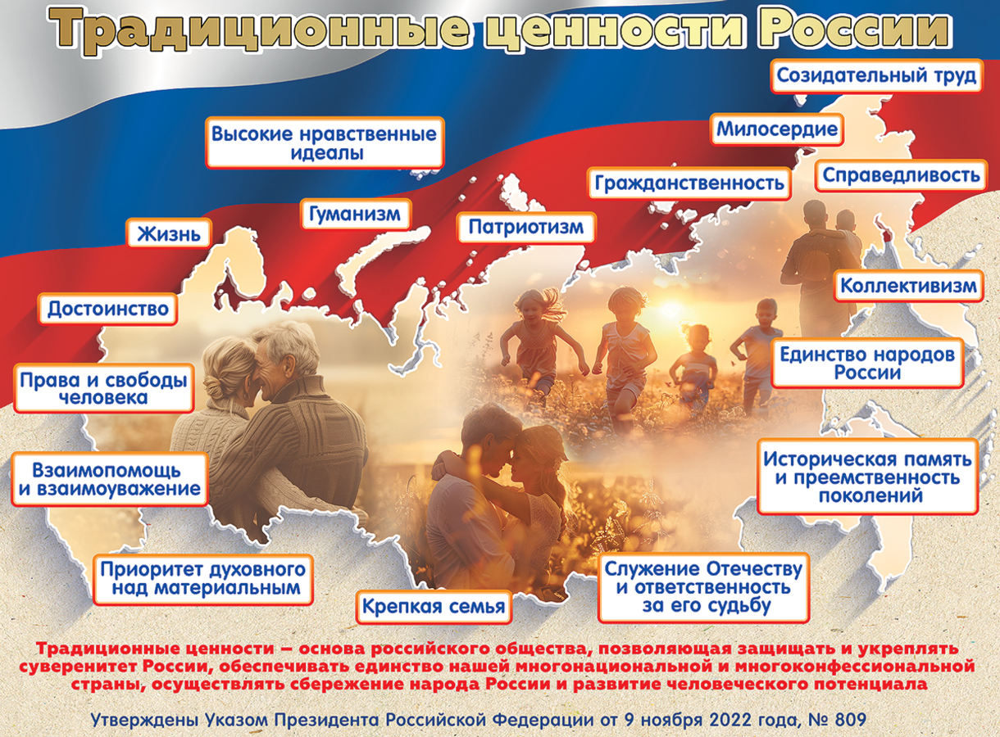 Традиционные ценности России
Созидательный труд
Высокие нравственные
идеалы
Милосердие
Гражданственность
Справедливость
Гуманизм
Патриотизм
Жизнь
Коллективизм
Достоинство
Единство народов
России
Права и свободы
человека
Историческая память
и преемственность
поколений
Взаимопомощь
и взаимоуважение
Приоритет духовного
над материальным
Служение Отечеству
и ответственность
за его судьбу
Крепкая семья
Традиционные ценности – основа российского общества, позволяющая защищать и укреплять
суверенитет России, обеспечивать единство нашей многонациональной и многоконфессиональной
страны, осуществлять сбережение народа России и развитие человеческого потенциала
Утверждены Указом Президента Российской Федерации от 9 ноября 2022 года, № 809